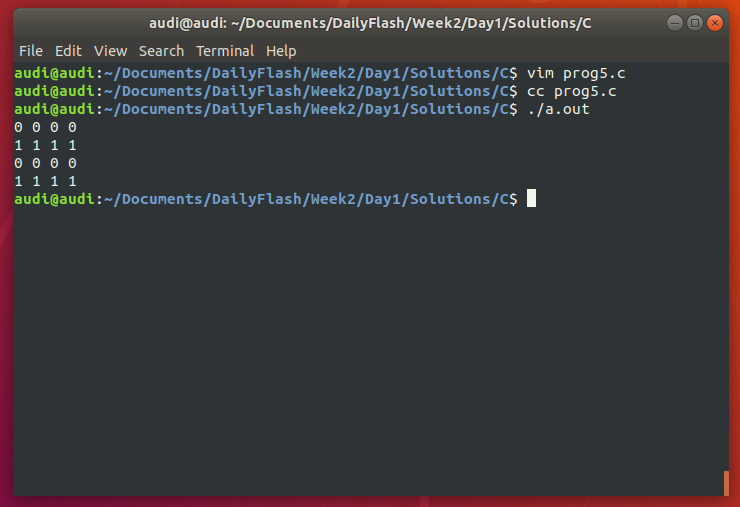 audi@audi: ~/Documents/DailyFlash/Week2/Day1/Solutions/C
File Edit View Search Terminal Help
audi@audi:~/Documents/DailyFlash/Week2/Day1/Solutions/C$ vim prog5.c
audi@audi:~/Documents/DailyFlash/Week2/Day1/Solutions/C$ cc prog5.c
audi@audi:~/Documents/DailyFlash/Week2/Day1/Solutions/C$ ./a.out
0 0 0 0
1 1 1 1
0 0 0 0
1 1 1 1
audi@audi:~/Documents/DailyFlash/Week2/Day1/Solutions/C$